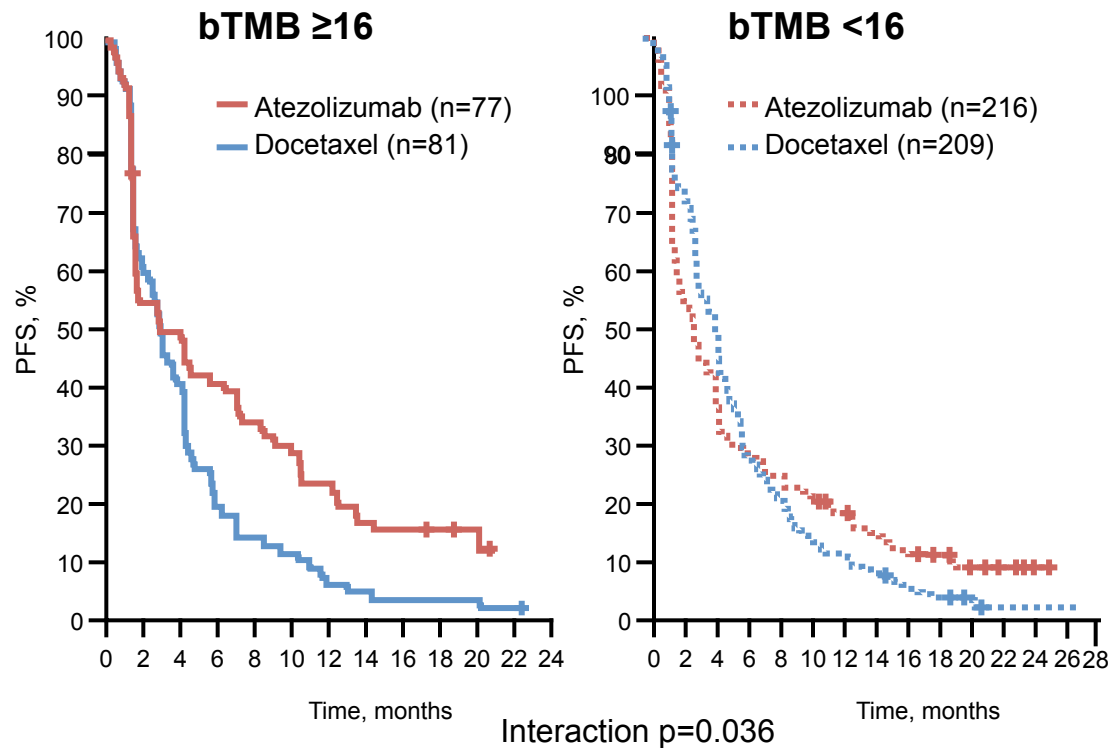 bTMB ≥16
Atezolizumab (n=77)
Docetaxel (n=81)
PFS, %
100
90
80
70
60
50
40
30
20
10
0
0 2 4 6 8 10 12 14 16 18 20 22 24
Time, months
bTMB <16
Atezolizumab (n=216)
Docetaxel (n=209)
PFS, %
100
70
60
50
40
30
20
10
0
0 2 4 6 8 10 12 14 16 18 20 22 24 26 28
Time, months
Interaction p=0.036